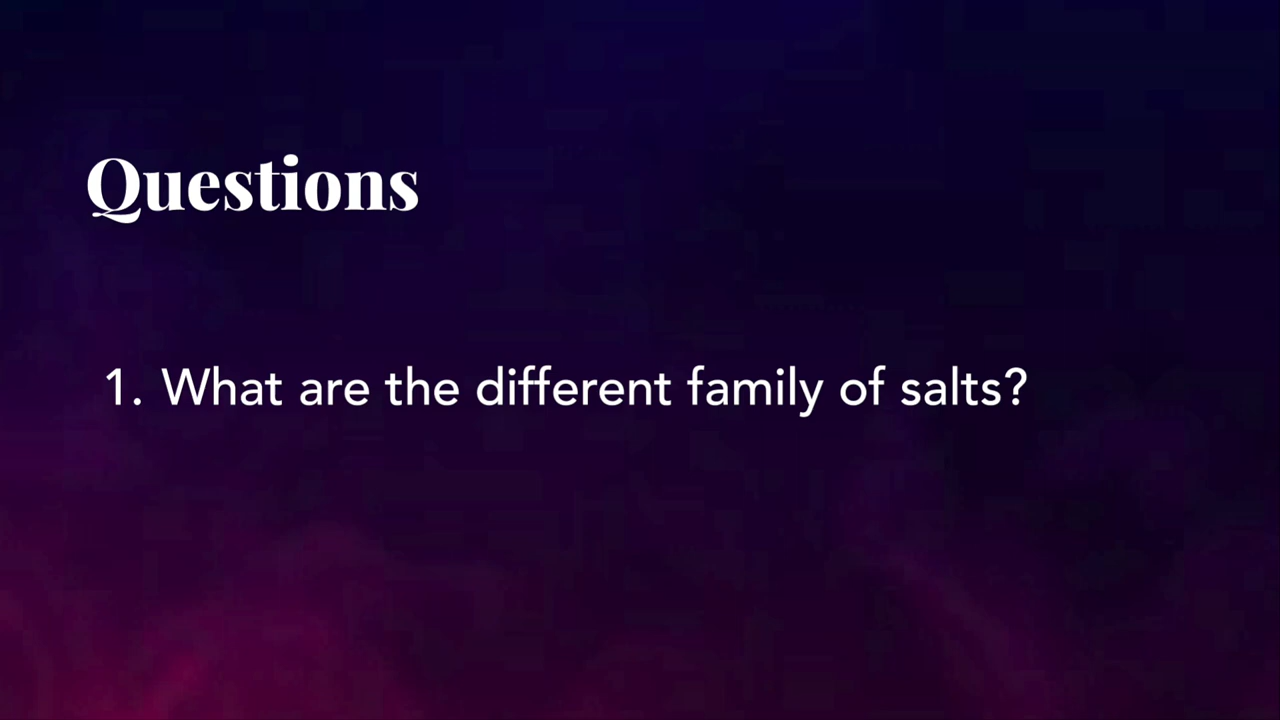 Questions
1. What are the different family of salts?